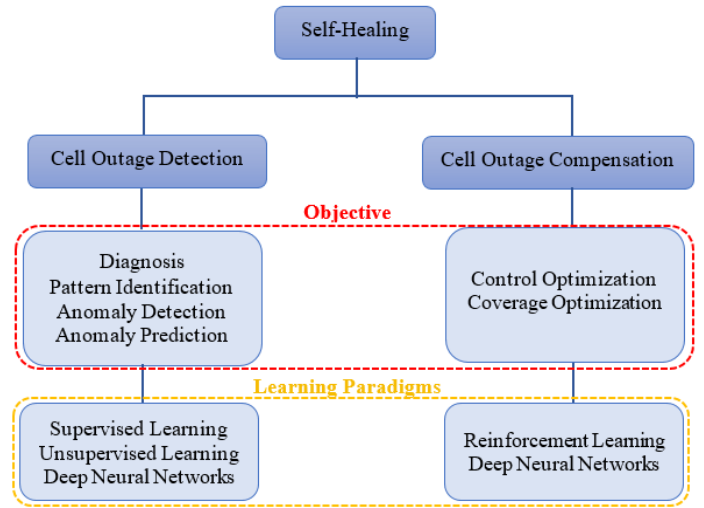 Self-Healing
Cell Outage Detection
Cell Outage Compensation
Objective
Diagnosis
Pattern Identification
Anomaly Detection
Anomaly Prediction
Control Optimization
Coverage Optimization
Learning Paradigms
Supervised Learning
Unsupervised Learning
Deep Neural Networks
Reinforcement Learning
Deep Neural Networks